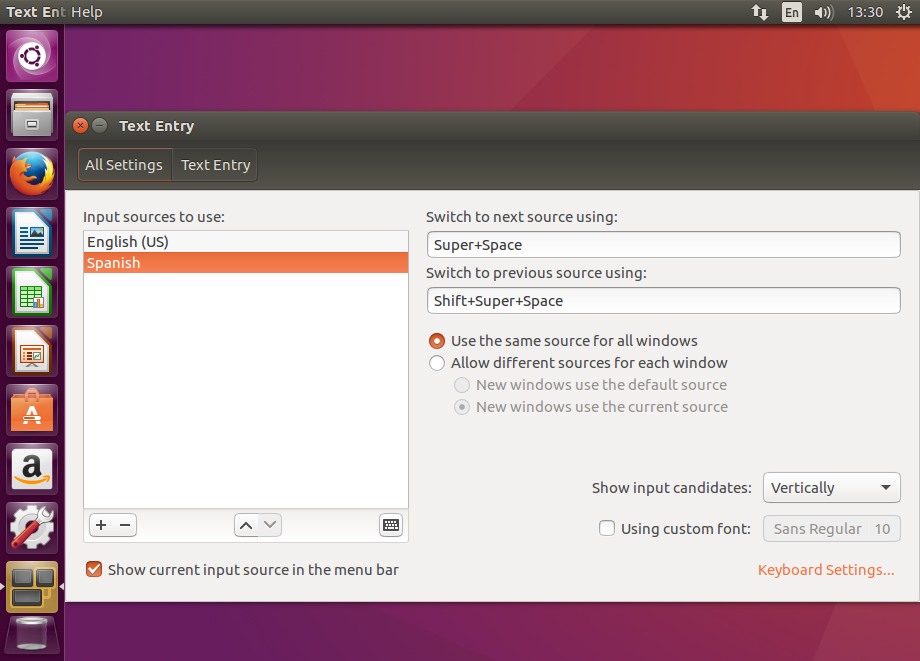 Text Ent Help
En
13:30
Text Entry
All Settings
Text Entry
Input sources to use:
English (US)
Spanish
Switch to next source using:
Super+Space
Switch to previous source using:
Shift+Super+Space
Use the same source for all windows
Allow different sources for each window
New windows use the default source
New windows use the current source
Show input candidates:
Vertically
Using custom font:
Sans Regular
10
Show current input source in the menu bar
Keyboard Settings...
A
a